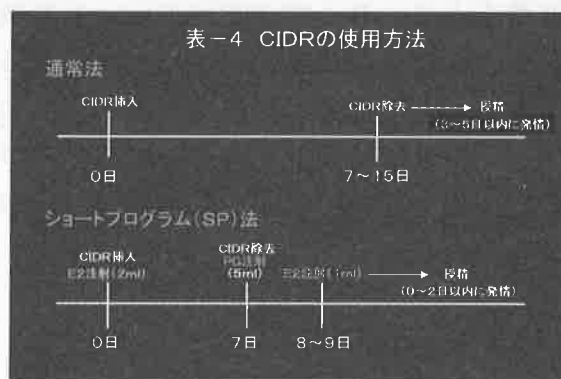 表-4 CIDRの使用方法
通常法
CIDR挿入
CIDR除去 授精
(3~5日以内に発情)
0日
7~15日
ショートプログラム(SP)法
CIDR挿入
E2注射(2ml)
CIDR除去
PG注射
(5ml)
E2注射(1ml) 授精
(0~2日以内に発情)
0日
7日
8~9日